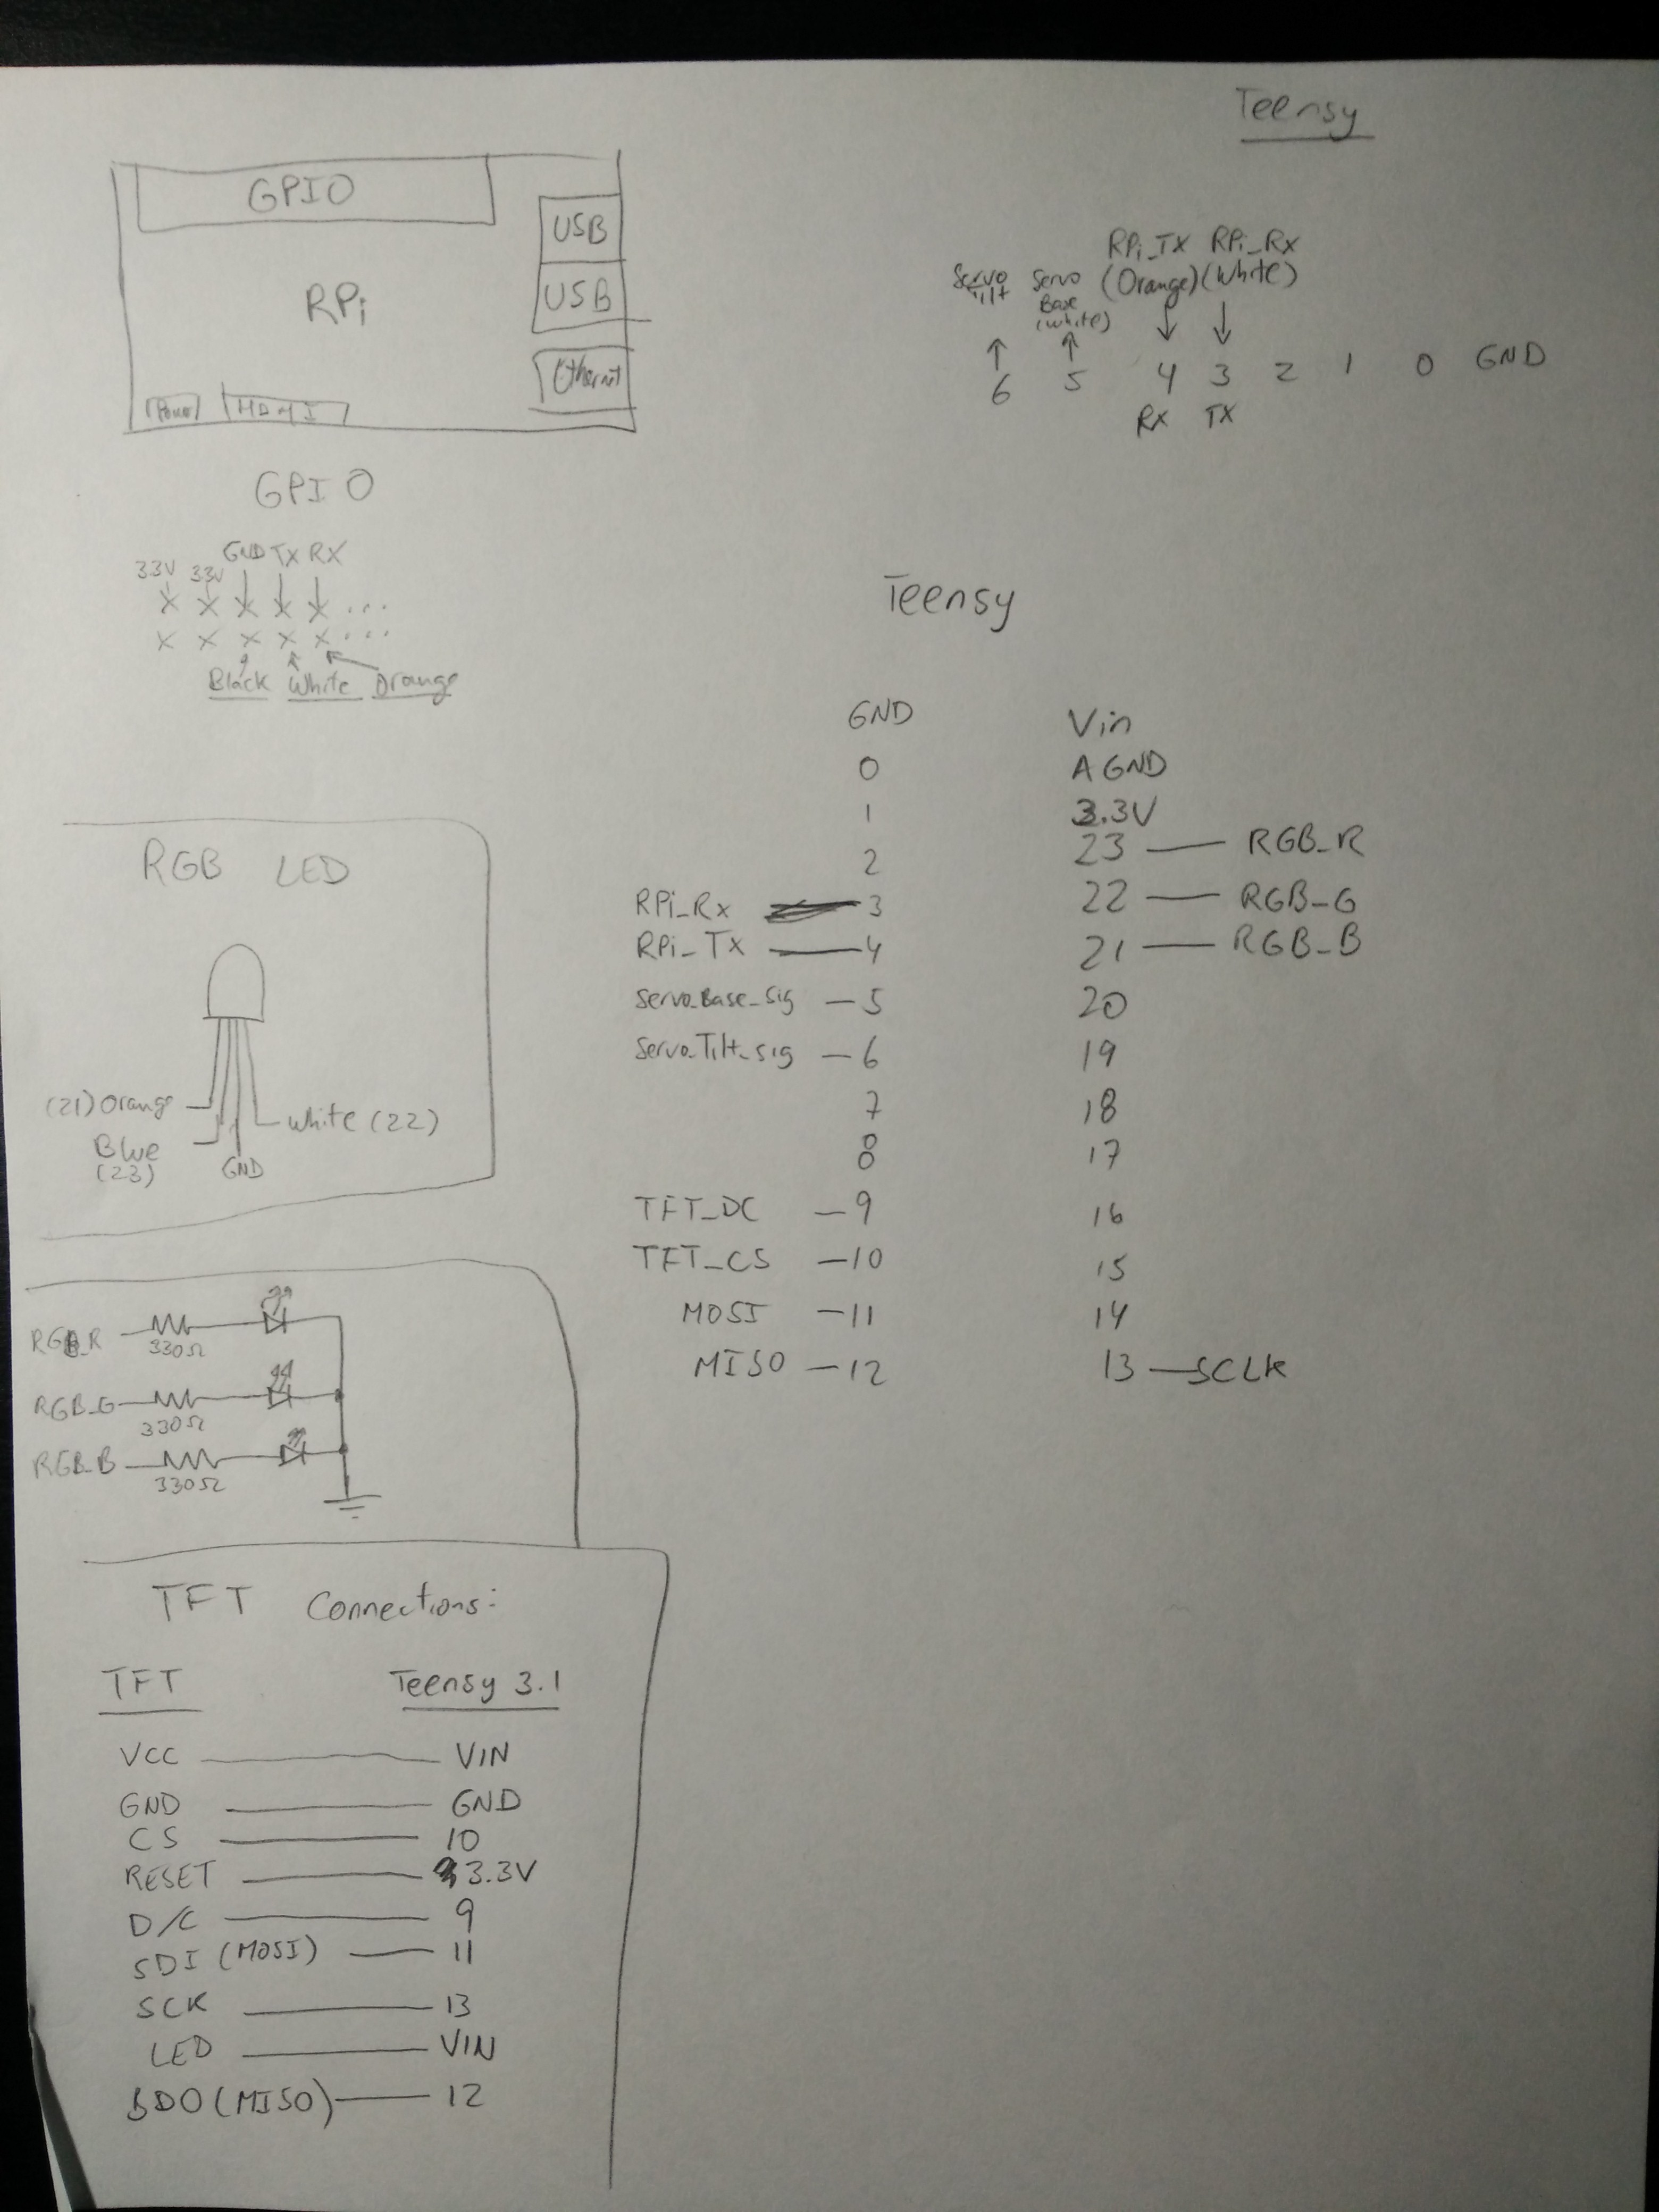 Teensy
GPIO
USB
USB
RPi
Ethernet
Power HDMI
RPi_TX RPi_Rx
Servo Tilt Servo Base (white) (Orange) (White)
6 5 4 3 2 1 0 GND
RX TX
GPIO
GND TX RX
3.3V 3.3V
x x x x x ...
x x x x x ...
Black White Orange
Teensy
GND Vin
0 AGND
1 3.3V
2 23 — RGB_R
RPi_Rx — 3 22 — RGB_G
RPi_Tx — 4 21 — RGB_B
Servo_Base_Sig — 5 20
Servo_Tilt_sig — 6 19
7 18
8 17
TFT_DC — 9 16
TFT_CS — 10 15
MOSI — 11 14
MISO — 12 13 — SCLK
RGB LED
(21) Orange
White (22)
Blue
(23)
GND
RGB_R
330Ω
RGB_G
330Ω
RGB_B
330Ω
TFT Connections:
TFT Teensy 3.1
VCC — VIN
GND — GND
CS — 10
RESET — 3.3V
D/C — 9
SDI (MOSI) — 11
SCK — 13
LED — VIN
SDO (MISO) — 12